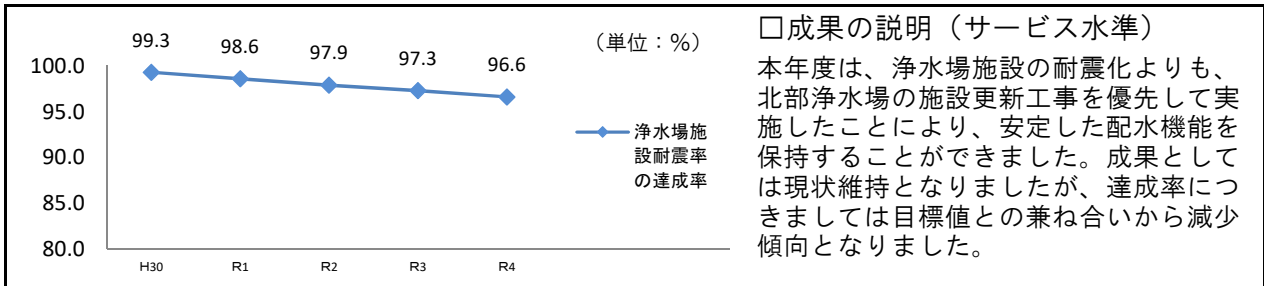 99.3
98.6
97.9
97.3
96.6
(単位：%)
100.0
95.0
90.0
85.0
80.0
H30
R1
R2
R3
R4
浄水場施
設耐震率
の達成率
□成果の説明（サービス水準）
本年度は、浄水場施設の耐震化よりも、
北部浄水場の施設更新工事を優先して実
施したことにより、安定した配水機能を
保持することができました。成果として
は現状維持となりましたが、達成率につ
きましては目標値との兼ね合いから減少
傾向となりました。